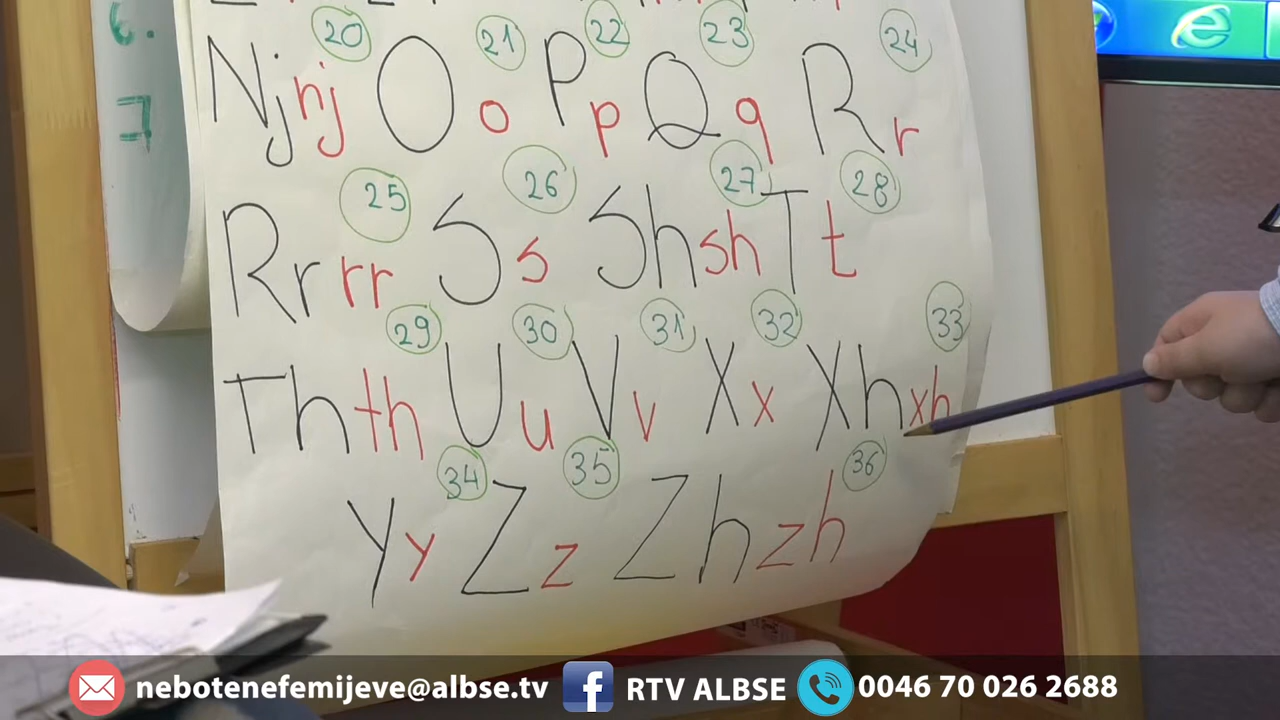 6.
7
20 21 22 23 24
Nj nj O o P p Q q R r
25 26 27 28
Rr rr S s Sh sh T t
29 30 31 32 33
Th th U u V v X x Xh xh
34 35 36
Y y Z z Zh zh
nebotenefemijeve@albse.tv f RTV ALBSE 0046 70 026 2688